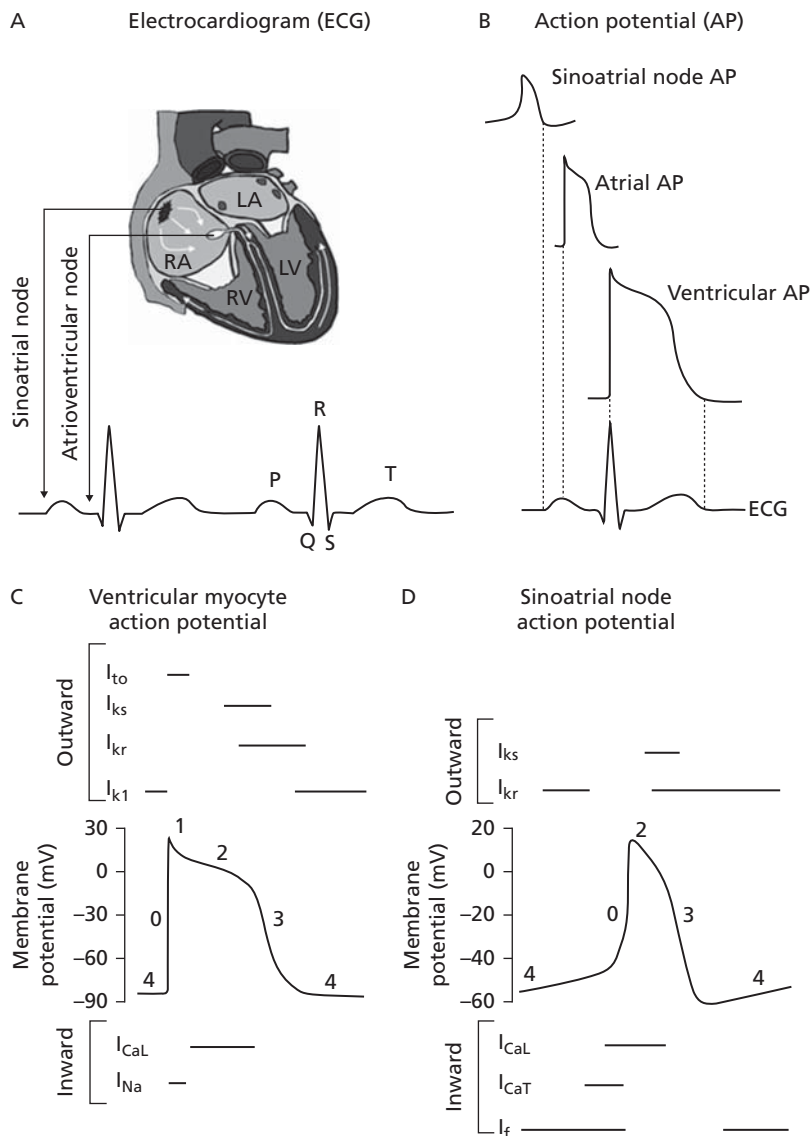 A Electrocardiogram (ECG)
Sinoatrial node
Atrioventricular node
LA
RA
LV
RV
R
P
T
Q
S
B Action potential (AP)
Sinoatrial node AP
Atrial AP
Ventricular AP
ECG
C Ventricular myocyte
action potential
Outward
Ito
Iks
Ikr
Ik1
Membrane
potential (mV)
30
0
–30
–60
–90
1
2
0
3
4
4
Inward
ICaL
INa
D Sinoatrial node
action potential
Outward
Iks
Ikr
Membrane
potential (mV)
20
0
–20
–40
–60
2
0
3
4
4
Inward
ICaL
ICaT
If